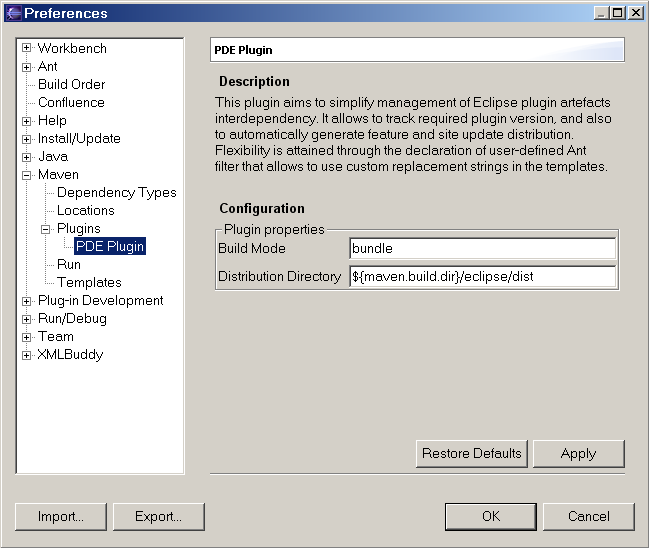 Preferences
Workbench
Ant
Build Order
Confluence
Help
Install/Update
Java
Maven
Dependency Types
Locations
Plugins
PDE Plugin
Run
Templates
Plug-in Development
Run/Debug
Team
XMLBuddy
PDE Plugin
Description
This plugin aims to simplify management of Eclipse plugin artefacts
interdependency. It allows to track required plugin version, and also
to automatically generate feature and site update distribution.
Flexibility is attained through the declaration of user-defined Ant
filter that allows to use custom replacement strings in the templates.
Configuration
Plugin properties
Build Mode bundle
Distribution Directory ${maven.build.dir}/eclipse/dist
Restore Defaults Apply
Import... Export... OK Cancel